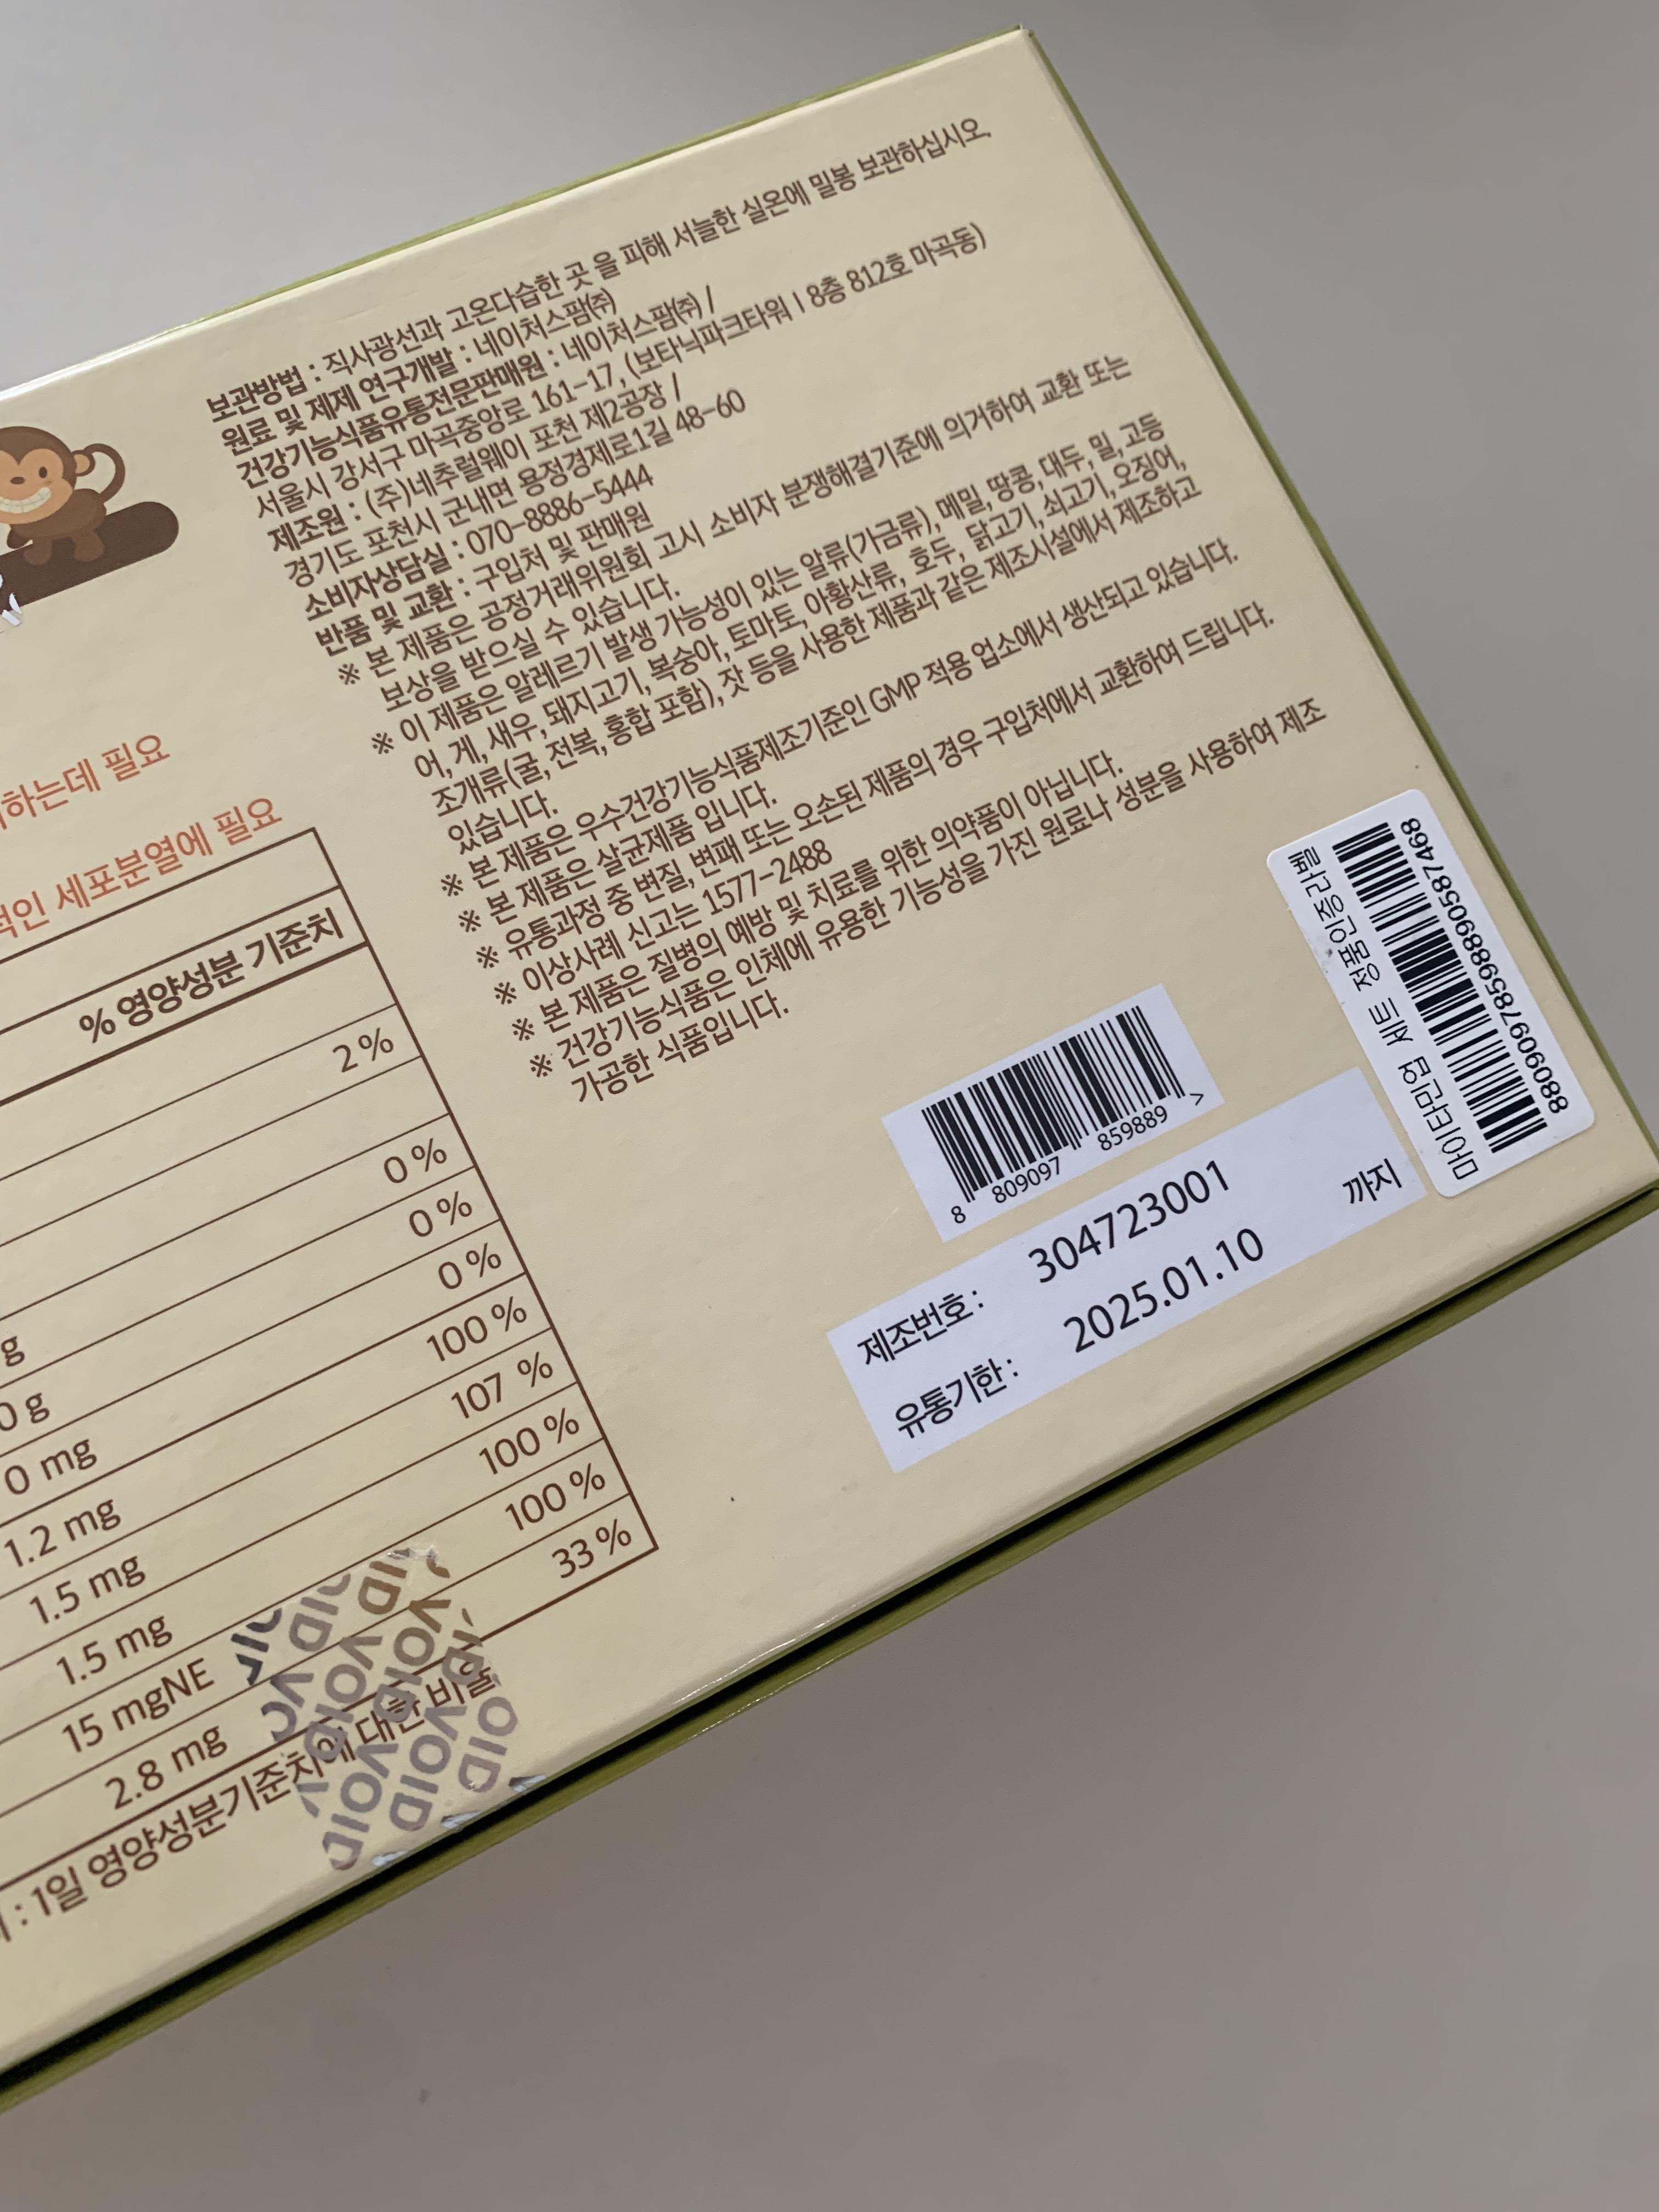 보관방법 : 직사광선과 고온다습한 곳 을 피해 서늘한 실온에 밀봉 보관하십시오.
원료 및 제제 연구개발 : 네이처스팜㈜
건강기능식품유통전문판매원 : 네이처스팜㈜ /
서울시 강서구 마곡중앙로 161-17, (보타닉파크타워 I 8층 812호 마곡동)
제조원 : (주)네추럴웨이 포천 제2공장 /
경기도 포천시 군내면 용정경제로1길 48-60
소비자상담실 : 070-8886-5444
반품 및 교환 : 구입처 및 판매원
※ 본 제품은 공정거래위원회 고시 소비자 분쟁해결기준에 의거하여 교환 또는
보상을 받으실 수 있습니다.
※ 이 제품은 알레르기 발생 가능성이 있는 알류(가금류), 메밀, 땅콩, 대두, 밀, 고등
어, 게, 새우, 돼지고기, 복숭아, 토마토, 아황산류, 호두, 닭고기, 쇠고기, 오징어,
조개류(굴, 전복, 홍합 포함), 잣 등을 사용한 제품과 같은 제조시설에서 제조하고
있습니다.
※ 본 제품은 우수건강기능식품제조기준인 GMP 적용 업소에서 생산되고 있습니다.
※ 본 제품은 살균제품 입니다.
※ 유통과정 중 변질, 변패 또는 오손된 제품의 경우 구입처에서 교환하여 드립니다.
※ 이상사례 신고는 1577-2488
※ 본 제품은 질병의 예방 및 치료를 위한 의약품이 아닙니다.
※ 건강기능식품은 인체에 유용한 기능성을 가진 원료나 성분을 사용하여 제조
가공한 식품입니다.
하는데 필요
적인 세포분열에 필요
% 영양성분 기준치
2 %
0 %
g 0 %
0 g 0 %
0 mg 100 %
1.2 mg 107 %
1.5 mg 100 %
1.5 mg 100 %
15 mgNE 33 %
2.8 mg
: 1일 영양성분기준치에 대한 비율
VOID
VOID VOID
VOID VOID
VOID
8 809097 859889 >
제조번호 : 304723001
유통기한 : 2025.01.10 까지
마이타민업 세트 정품인증라벨
88090978598890587468